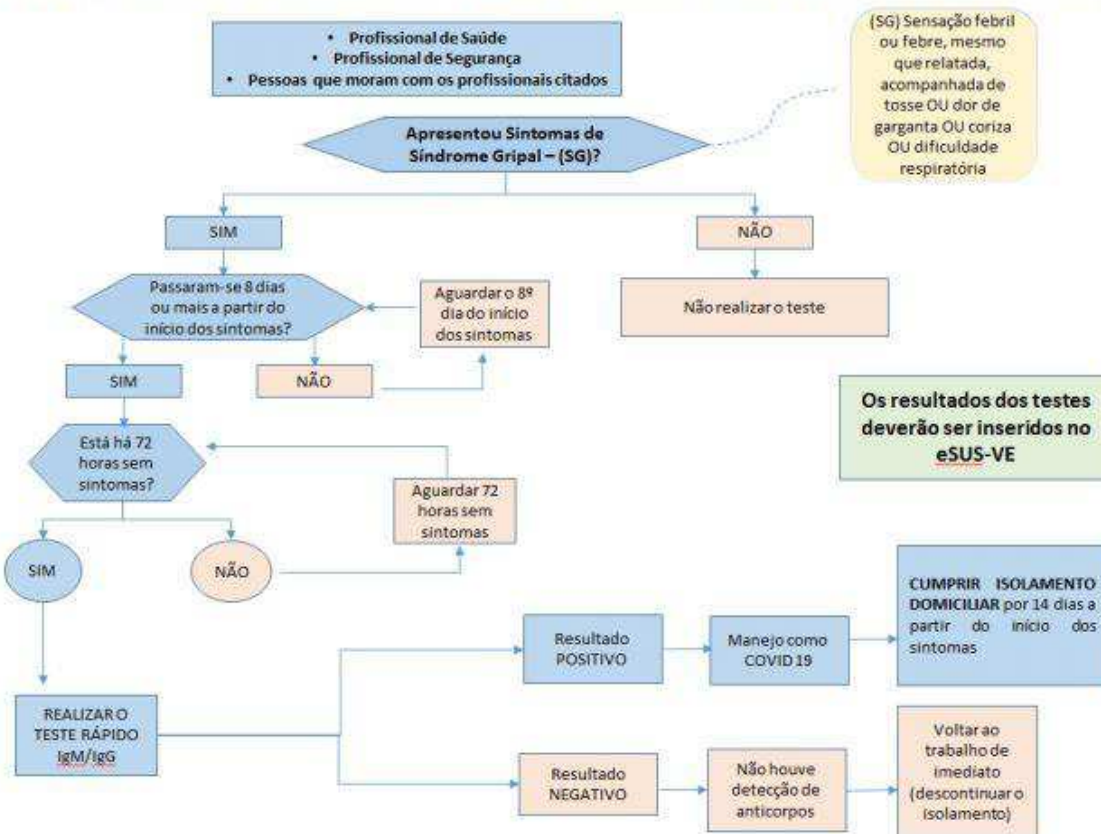 • Profissional de Saúde
• Profissional de Segurança
• Pessoas que moram com os profissionais citados
(SG) Sensação febril
ou febre, mesmo
que relatada,
acompanhada de
tosse OU dor de
garganta OU coriza
OU dificuldade
respiratória
Apresentou Sintomas de
Síndrome Gripal – (SG)?
SIM
NÃO
Passaram-se 8 dias
ou mais a partir do
início dos sintomas?
Aguardar o 8º
dia do início
dos sintomas
Não realizar o teste
SIM
NÃO
Os resultados dos testes
deverão ser inseridos no
eSUS-VE
Está há 72
horas sem
sintomas?
Aguardar 72
horas sem
sintomas
SIM
NÃO
Resultado
POSITIVO
Manejo como
COVID 19
CUMPRIR ISOLAMENTO
DOMICILIAR por 14 dias a
partir do início dos
sintomas
REALIZAR O
TESTE RÁPIDO
IgM/IgG
Resultado
NEGATIVO
Não houve
detecção de
anticorpos
Voltar ao
trabalho de
imediato
(descontinuar o
isolamento)